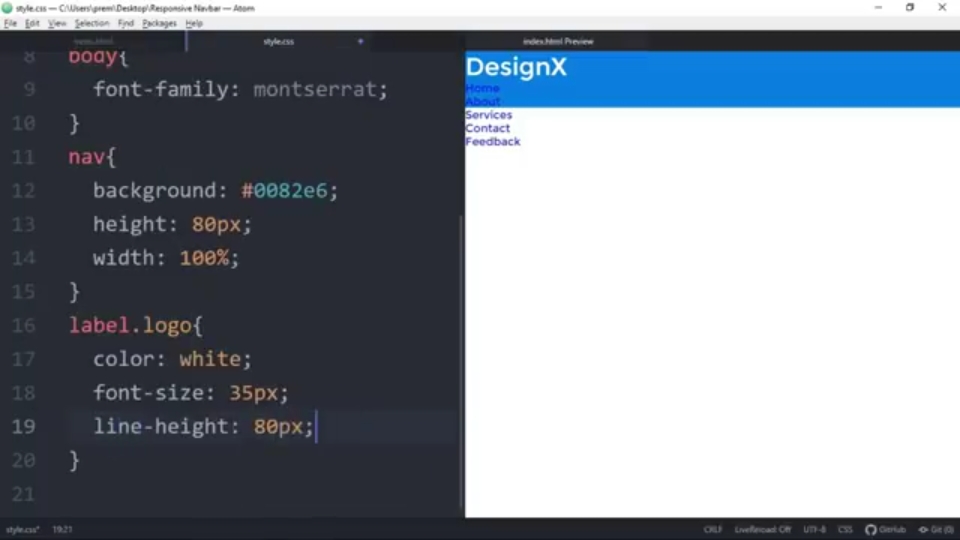 style.css — C:\Users\prem\Desktop\Responsive Navbar — Atom
File Edit View Selection Find Packages Help
index.html style.css index.html Preview
8 body{
9 font-family: montserrat;
10 }
11 nav{
12 background: #0082e6;
13 height: 80px;
14 width: 100%;
15 }
16 label.logo{
17 color: white;
18 font-size: 35px;
19 line-height: 80px;
20 }
21
DesignX
Home
About
Services
Contact
Feedback
style.css* 19:21 CRLF LiveReload: Off UTF-8 CSS GitHub Git (0)